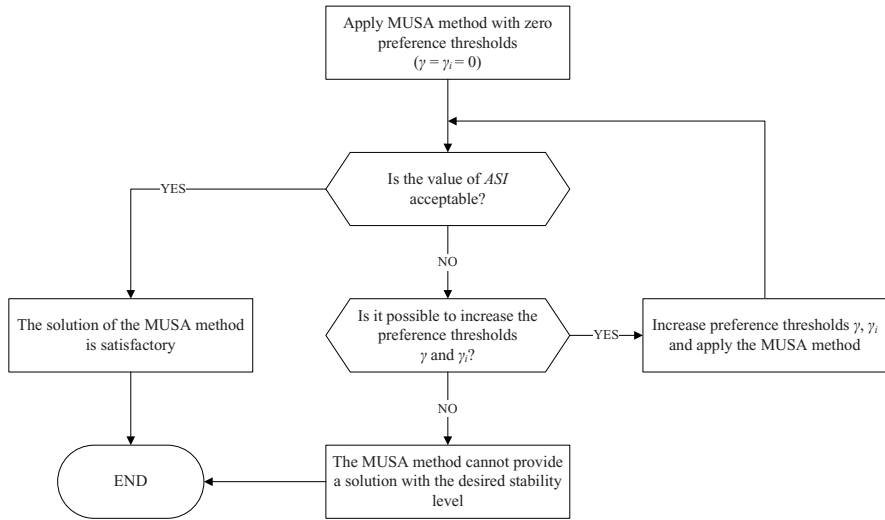 Apply MUSA method with zero
preference thresholds
(γ = γi = 0)
Is the value of ASI
acceptable?
YES
NO
The solution of the MUSA method
is satisfactory
Is it possible to increase the
preference thresholds
γ and γi?
YES
Increase preference thresholds γ, γi
and apply the MUSA method
NO
END
The MUSA method cannot provide
a solution with the desired stability
level